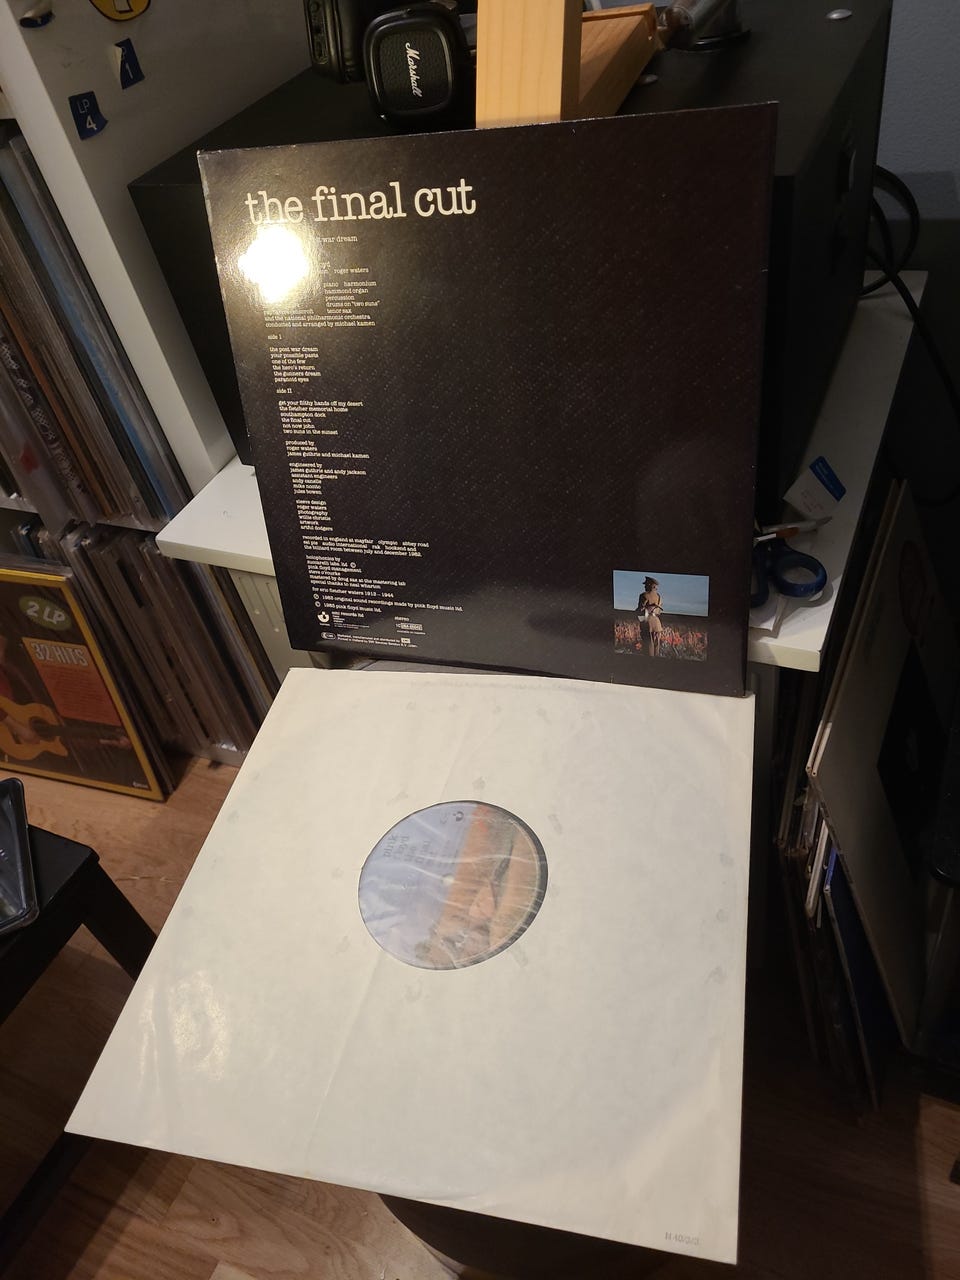 LP
4
1
Marshall
the final cut
t war dream
yd
roger waters
piano harmonium
hammond organ
percussion
drums on "two suns"
tenor sax
and the national philharmonic orchestra
conducted and arranged by michael kamen
side 1
the post war dream
your possible pasts
one of the few
the hero's return
the gunners dream
paranoid eyes
side II
get your filthy hands off my desert
the fletcher memorial home
southampton dock
the final cut
not now john
two suns in the sunset
produced by
roger waters
james guthrie and michael kamen
engineered by
james guthrie and andy jackson
assistant engineers
andy canelle
mike nocito
jules bowen
sleeve design
roger waters
photography
willie christie
artwork
artful dodgers
recorded in england at mayfair olympic abbey road
eel pie audio international rak hookend and
the billiard room between july and december 1982
holophonics by
zuccarelli labs. ltd. ©
pink floyd management
steve o'rourke
mastered by doug sax at the mastering lab
special thanks to neal wharton
for eric fletcher waters 1913 - 1944
℗ 1983 original sound recordings made by pink floyd music ltd.
© 1983 pink floyd music ltd.
emi records ltd
stereo
2 LP
32 HITS
pink
floyd
the
final